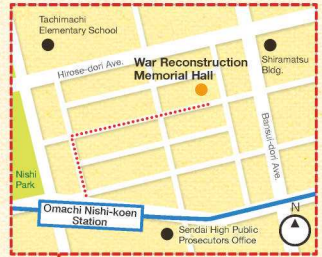 Tachimachi
Elementary School
Hirose-dori Ave.
War Reconstruction
Memorial Hall
Shiramatsu
Bldg.
Bansui-dori Ave.
Nishi
Park
Omachi Nishi-koen
Station
Sendai High Public
Prosecutors Office
N